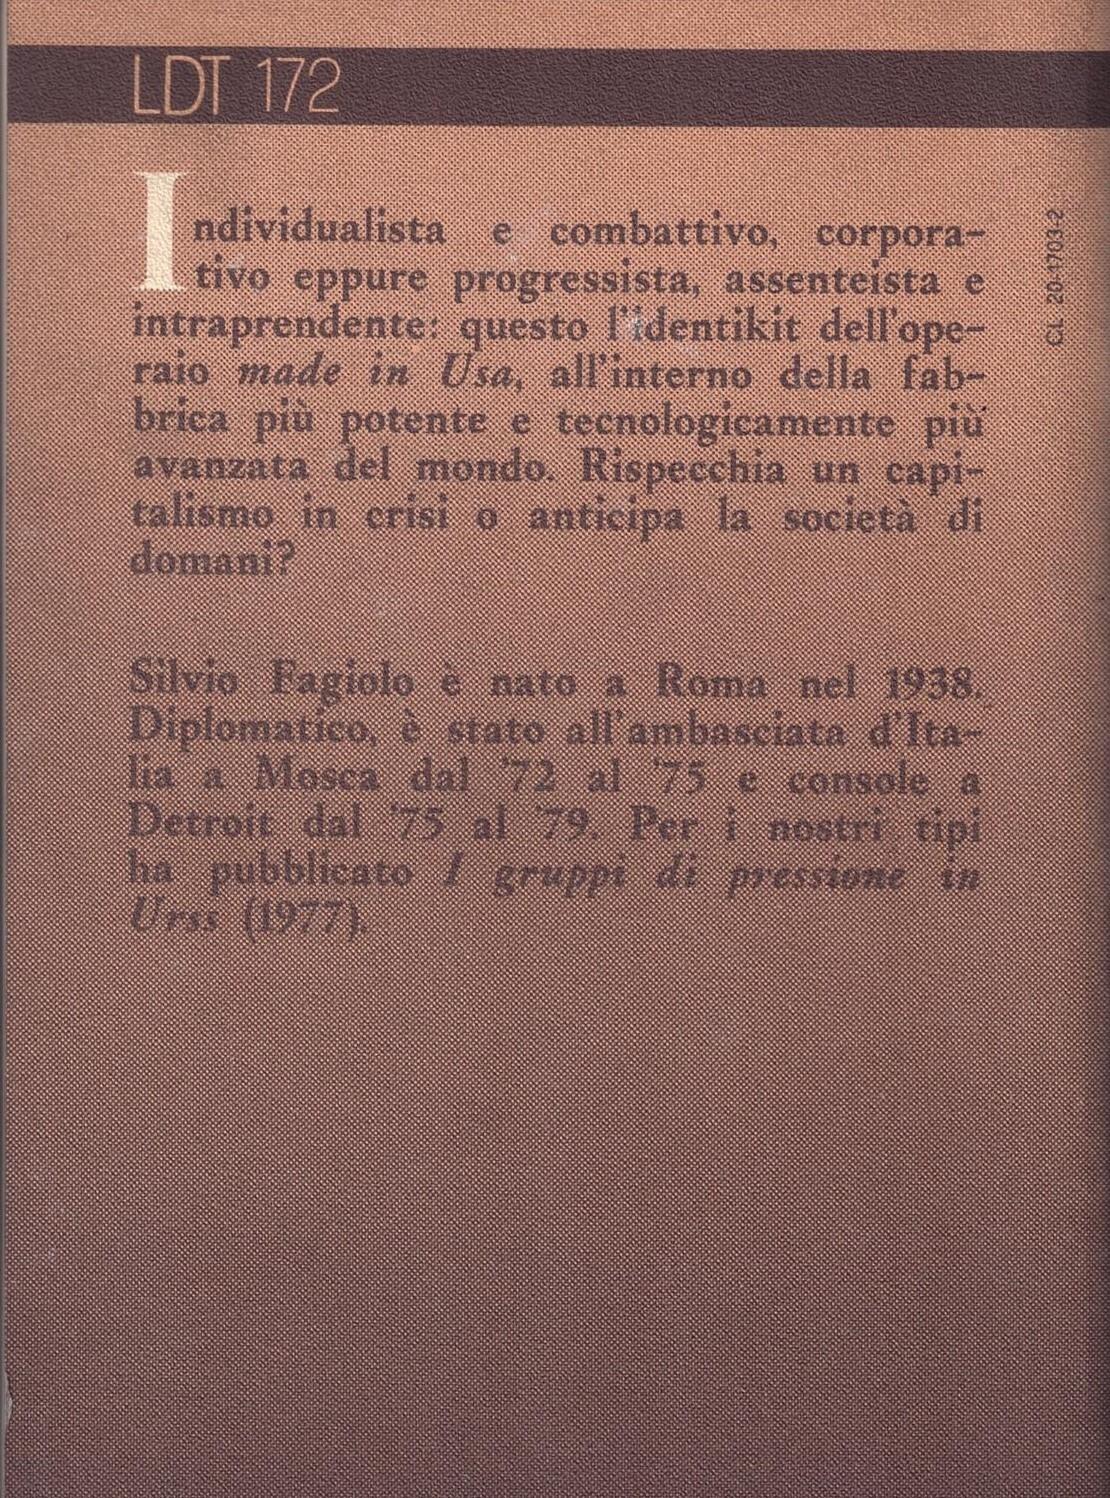 LDT 172
Individualista e combattivo, corpora-
tivo eppure progressista, assenteista e
intraprendente: questo l'identikit dell'ope-
raio made in Usa, all'interno della fab-
brica più potente e tecnologicamente più
avanzata del mondo. Rispecchia un capi-
talismo in crisi o anticipa la società di
domani?
Silvio Fagiolo è nato a Roma nel 1938.
Diplomatico, è stato all'ambasciata d'Ita-
lia a Mosca dal '72 al '75 e console a
Detroit dal '75 al '79. Per i nostri tipi
ha pubblicato I gruppi di pressione in
Urss (1977).
CL 20-1703-2